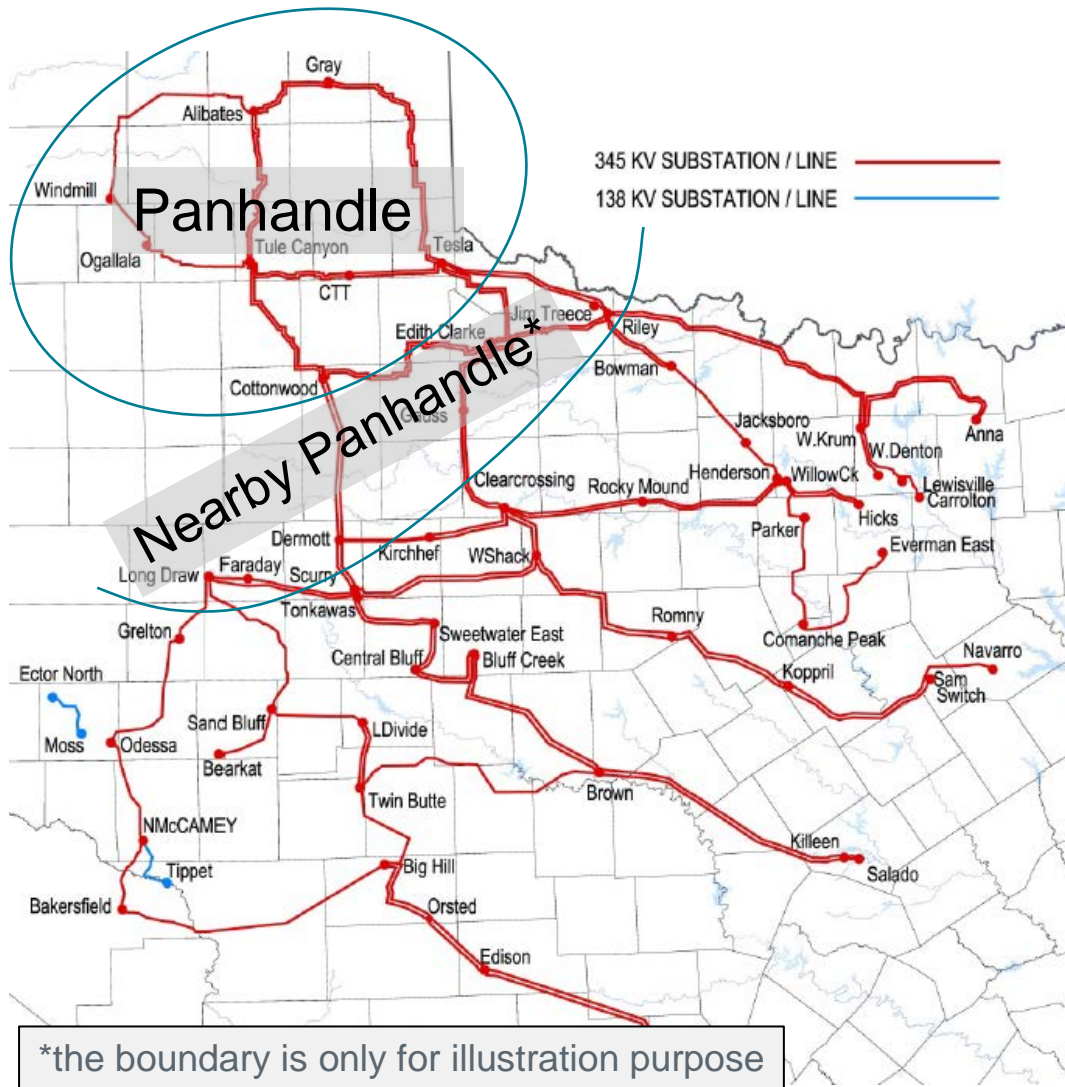 Gray
Alibates
345 KV SUBSTATION / LINE
138 KV SUBSTATION / LINE
Windmill
Panhandle
Ogallala
Tule Canyon
Tesla
CTT
Jim Treece
Riley
Edith Clarke
Nearby Panhandle*
Bowman
Cottonwood
Gauss
Jacksboro
W.Krum
Anna
W.Denton
Henderson
WillowCk
Clearcrossing
Rocky Mound
Lewisville
Carrolton
Parker
Hicks
Dermott
Kirchhef
WShack
Everman East
Long Draw
Faraday
Scurry
Tonkawas
Grelton
Sweetwater East
Romny
Comanche Peak
Central Bluff
Bluff Creek
Navarro
Ector North
Koppril
Sam
Switch
Sand Bluff
LDivide
Moss
Odessa
Bearkat
Twin Butte
Brown
NMcCAMEY
Killeen
Tippet
Big Hill
Salado
Bakersfield
Orsted
Edison
*the boundary is only for illustration purpose